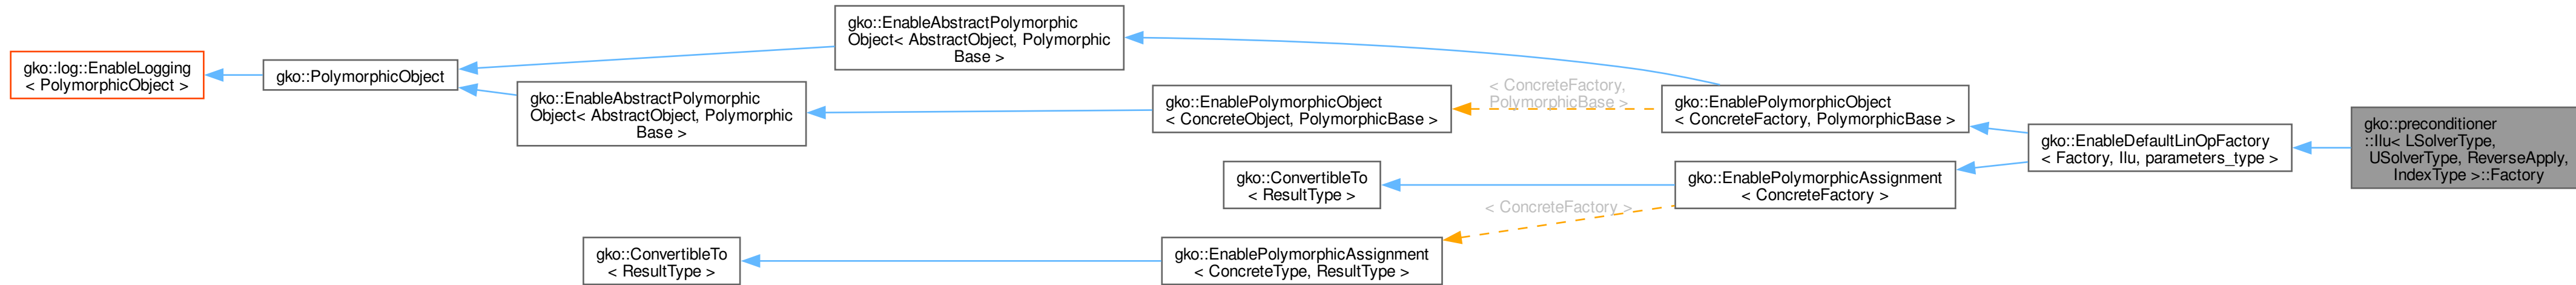 gko::log::EnableLogging
< PolymorphicObject >
gko::PolymorphicObject
gko::EnableAbstractPolymorphic
Object< AbstractObject, Polymorphic
Base >
gko::EnableAbstractPolymorphic
Object< AbstractObject, Polymorphic
Base >
gko::EnablePolymorphicObject
< ConcreteObject, PolymorphicBase >
< ConcreteFactory,
PolymorphicBase >
gko::EnablePolymorphicObject
< ConcreteFactory, PolymorphicBase >
gko::ConvertibleTo
< ResultType >
gko::EnablePolymorphicAssignment
< ConcreteFactory >
< ConcreteFactory >
gko::ConvertibleTo
< ResultType >
gko::EnablePolymorphicAssignment
< ConcreteType, ResultType >
gko::EnableDefaultLinOpFactory
< Factory, Ilu, parameters_type >
gko::preconditioner
::Ilu< LSolverType,
USolverType, ReverseApply,
IndexType >::Factory